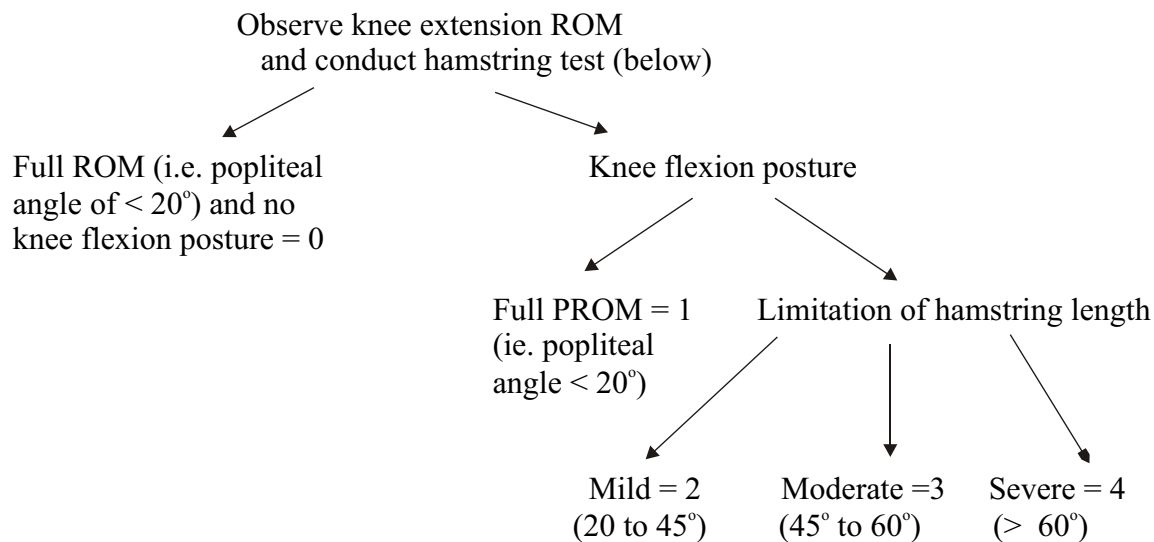 Observe knee extension ROM
and conduct hamstring test (below)
Full ROM (i.e. popliteal
angle of < 20°) and no
knee flexion posture = 0
Knee flexion posture
Full PROM = 1
(ie. popliteal
angle < 20°)
Limitation of hamstring length
Mild = 2
(20 to 45°)
Moderate =3
(45° to 60°)
Severe = 4
(> 60°)